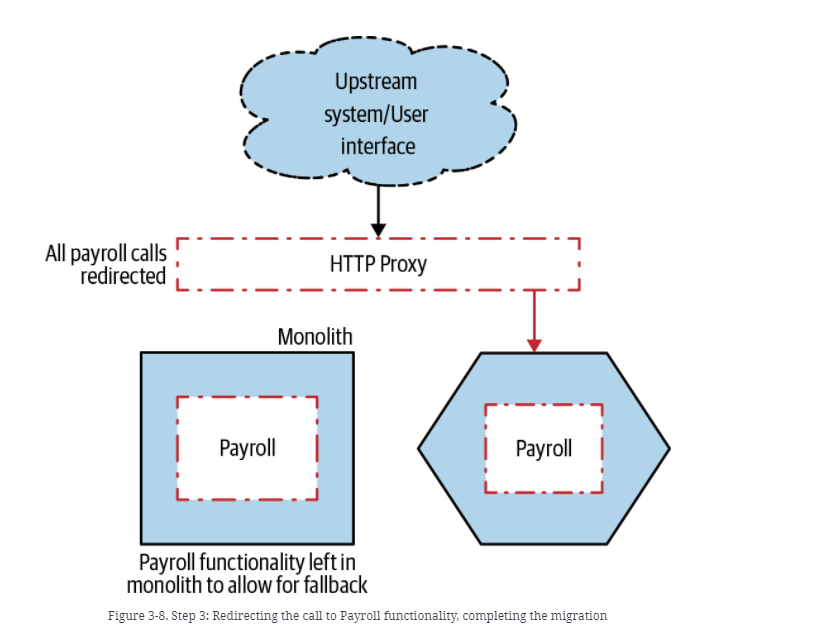 Upstream
system/User
interface
All payroll calls
redirected
HTTP Proxy
Monolith
Payroll
Payroll
Payroll functionality left in
monolith to allow for fallback
Figure 3-8. Step 3: Redirecting the call to Payroll functionality, completing the migration